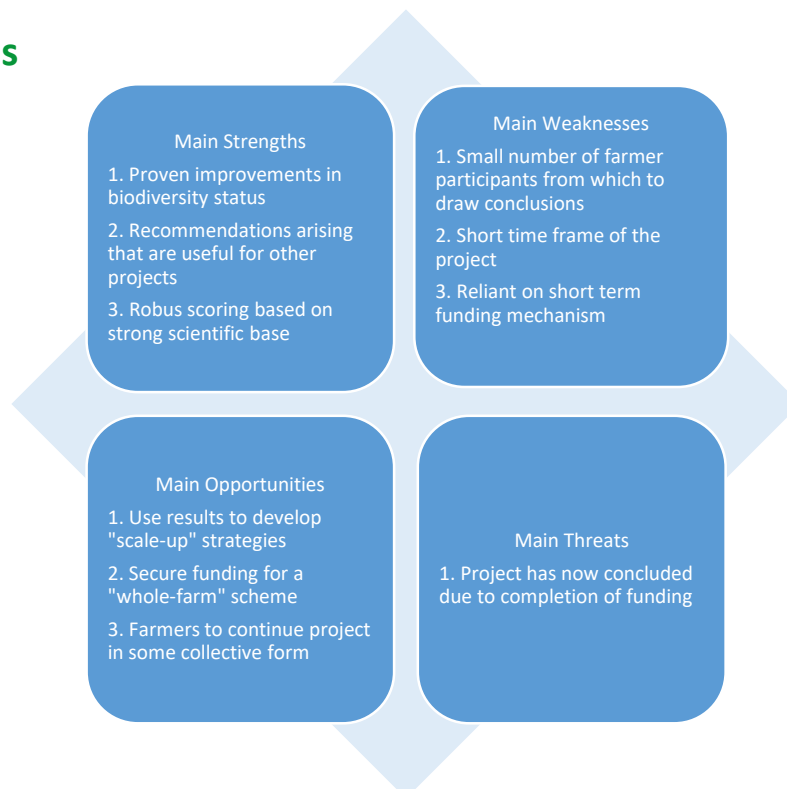 s
Main Strengths
1. Proven improvements in
biodiversity status
2. Recommendations arising
that are useful for other
projects
3. Robus scoring based on
strong scientific base
Main Weaknesses
1. Small number of farmer
participants from which to
draw conclusions
2. Short time frame of the
project
3. Reliant on short term
funding mechanism
Main Opportunities
1. Use results to develop
"scale-up" strategies
2. Secure funding for a
"whole-farm" scheme
3. Farmers to continue project
in some collective form
Main Threats
1. Project has now concluded
due to completion of funding